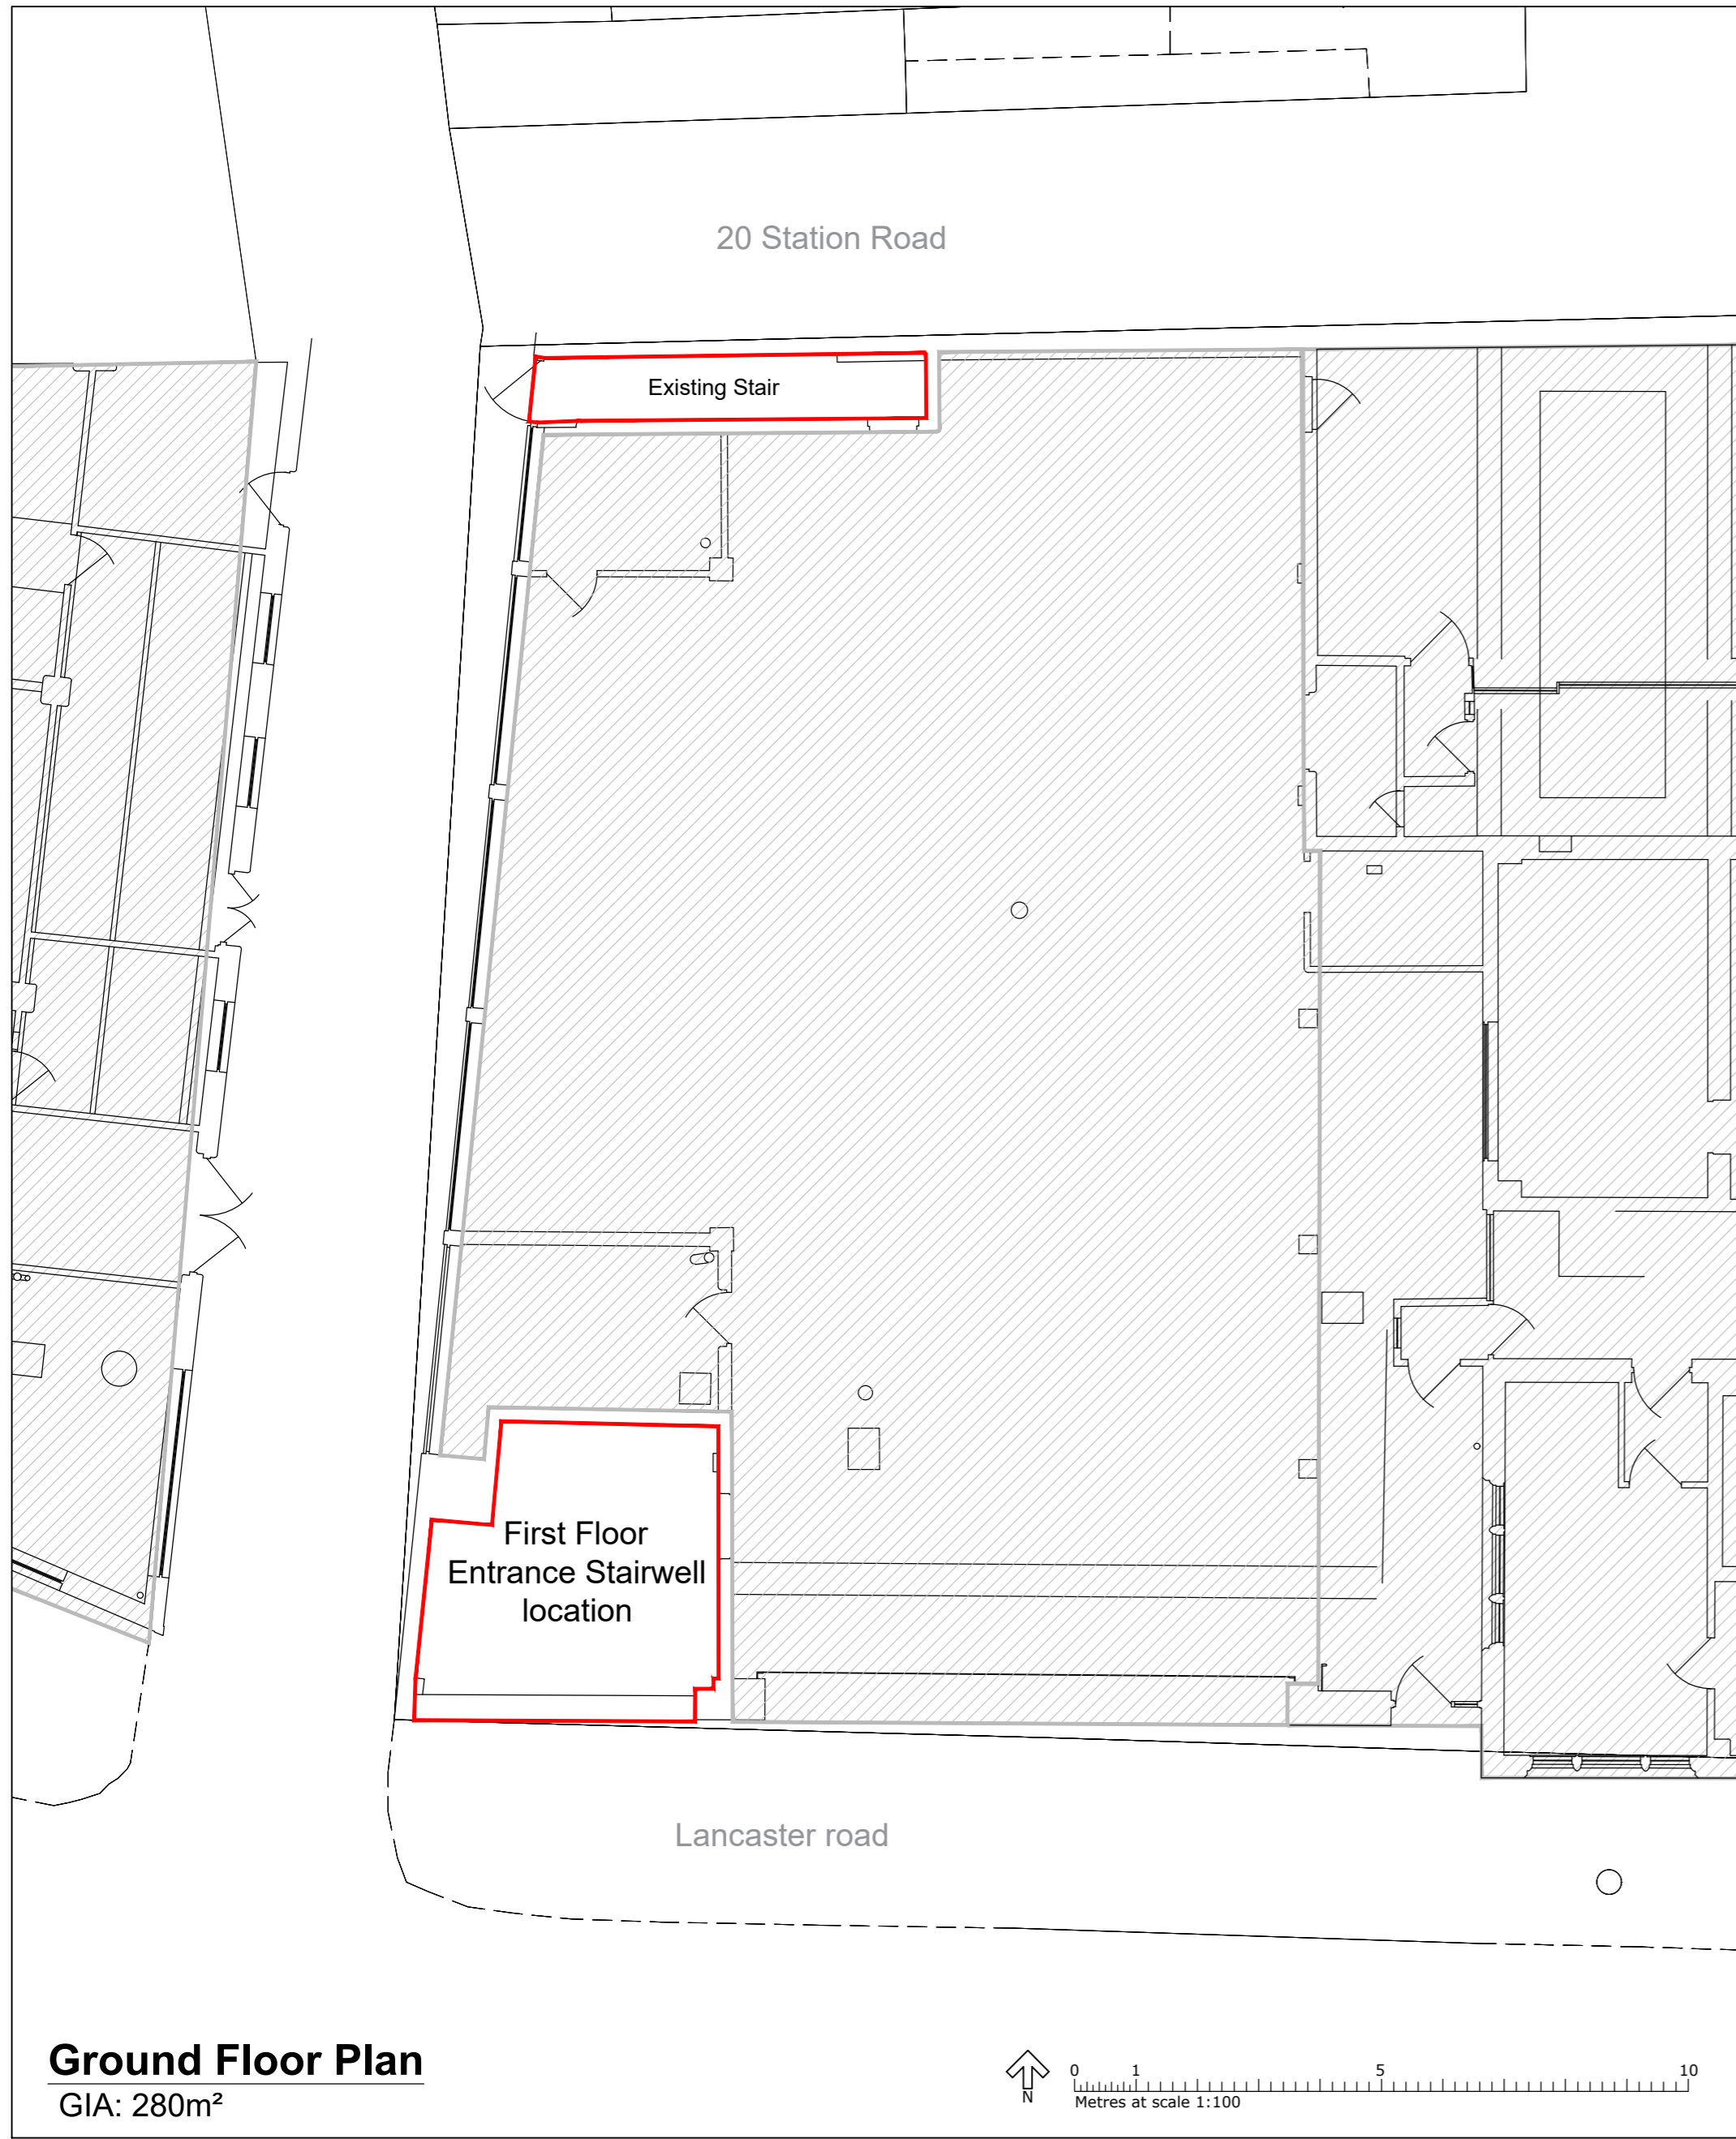 20 Station Road
Existing Stair
First Floor
Entrance Stairwell
location
Lancaster road
Ground Floor Plan
GIA: 280m²
N
0 1 5 10
Metres at scale 1:100